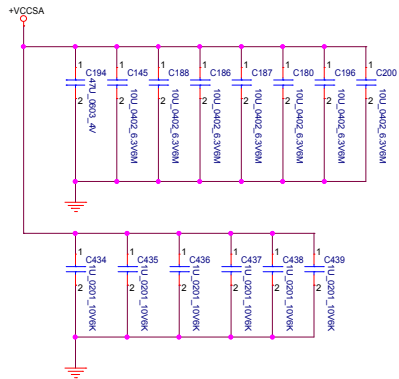 +VCCSA
1
C194
47U_0603_4V
2
1
C145
10U_0402_6.3V6M
2
1
C188
10U_0402_6.3V6M
2
1
C186
10U_0402_6.3V6M
2
1
C187
10U_0402_6.3V6M
2
1
C180
10U_0402_6.3V6M
2
1
C196
10U_0402_6.3V6M
2
1
C200
10U_0402_6.3V6M
2
1
C434
1U_0201_10V6K
2
1
C435
1U_0201_10V6K
2
1
C436
1U_0201_10V6K
2
1
C437
1U_0201_10V6K
2
1
C438
1U_0201_10V6K
2
1
C439
1U_0201_10V6K
2